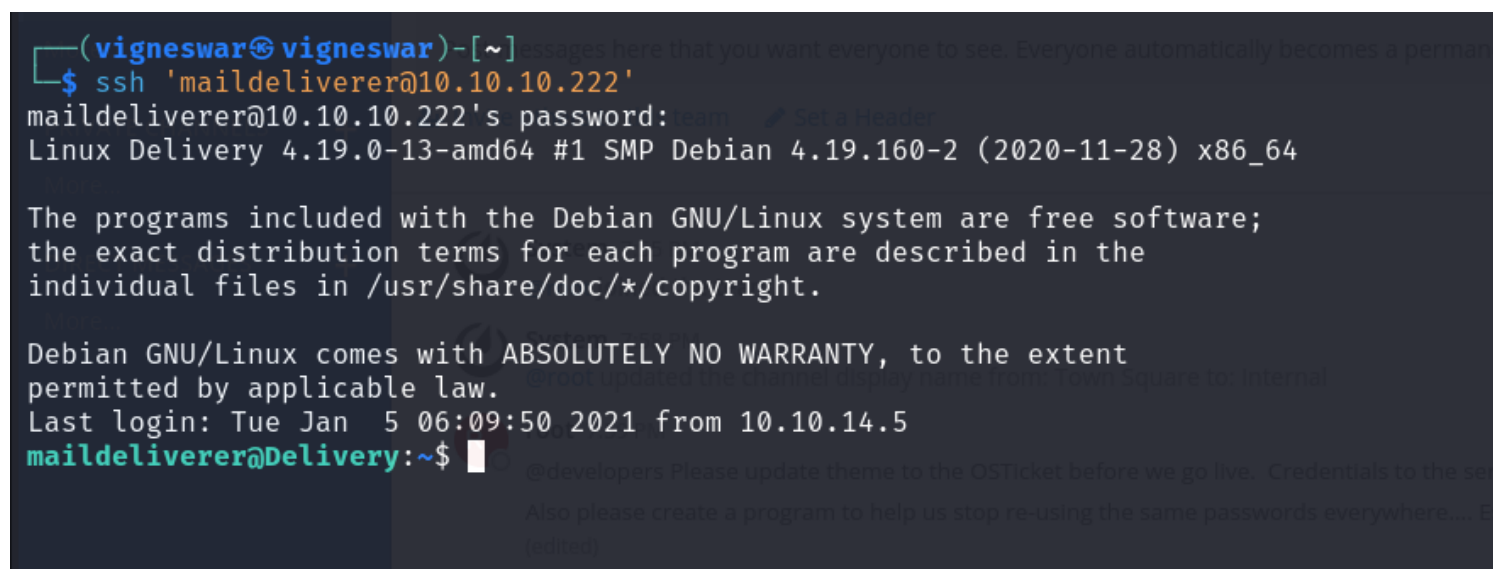 ┌──(vigneswar㉿vigneswar)-[~]
└─$ ssh 'maildeliverer@10.10.10.222'
maildeliverer@10.10.10.222's password:
Linux Delivery 4.19.0-13-amd64 #1 SMP Debian 4.19.160-2 (2020-11-28) x86_64
The programs included with the Debian GNU/Linux system are free software;
the exact distribution terms for each program are described in the
individual files in /usr/share/doc/*/copyright.
Debian GNU/Linux comes with ABSOLUTELY NO WARRANTY, to the extent
permitted by applicable law.
Last login: Tue Jan  5 06:09:50 2021 from 10.10.14.5
maildeliverer@Delivery:~$
messages here that you want everyone to see. Everyone automatically becomes a
team Set a Header
More
System
@root updated the channel display name from: Town Square to: Internal
root
@developers Please update theme to the OSTicket before we go live. Credentials to the
Also please create a program to help us stop re-using the same passwords everywhere....
(edited)